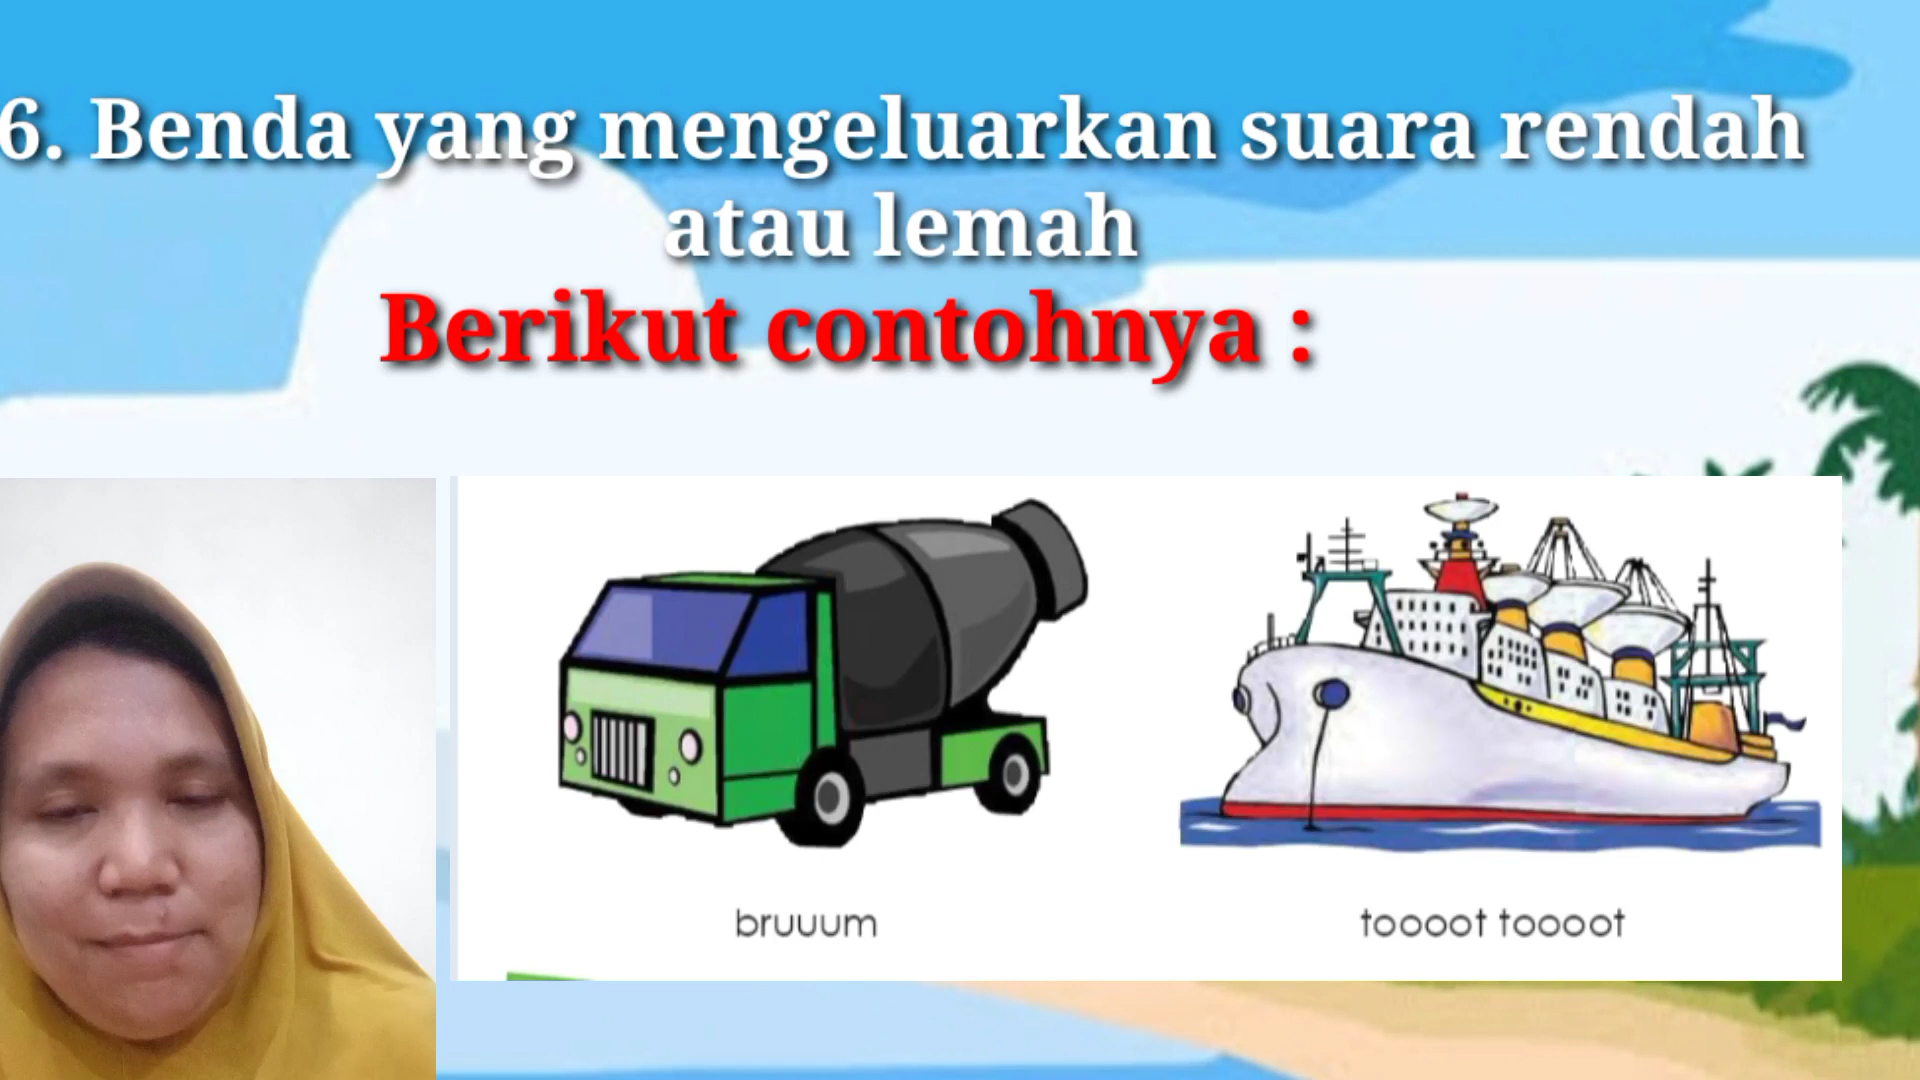 6. Benda yang mengeluarkan suara rendah
atau lemah
Berikut contohnya :
bruuum
toooot toooot